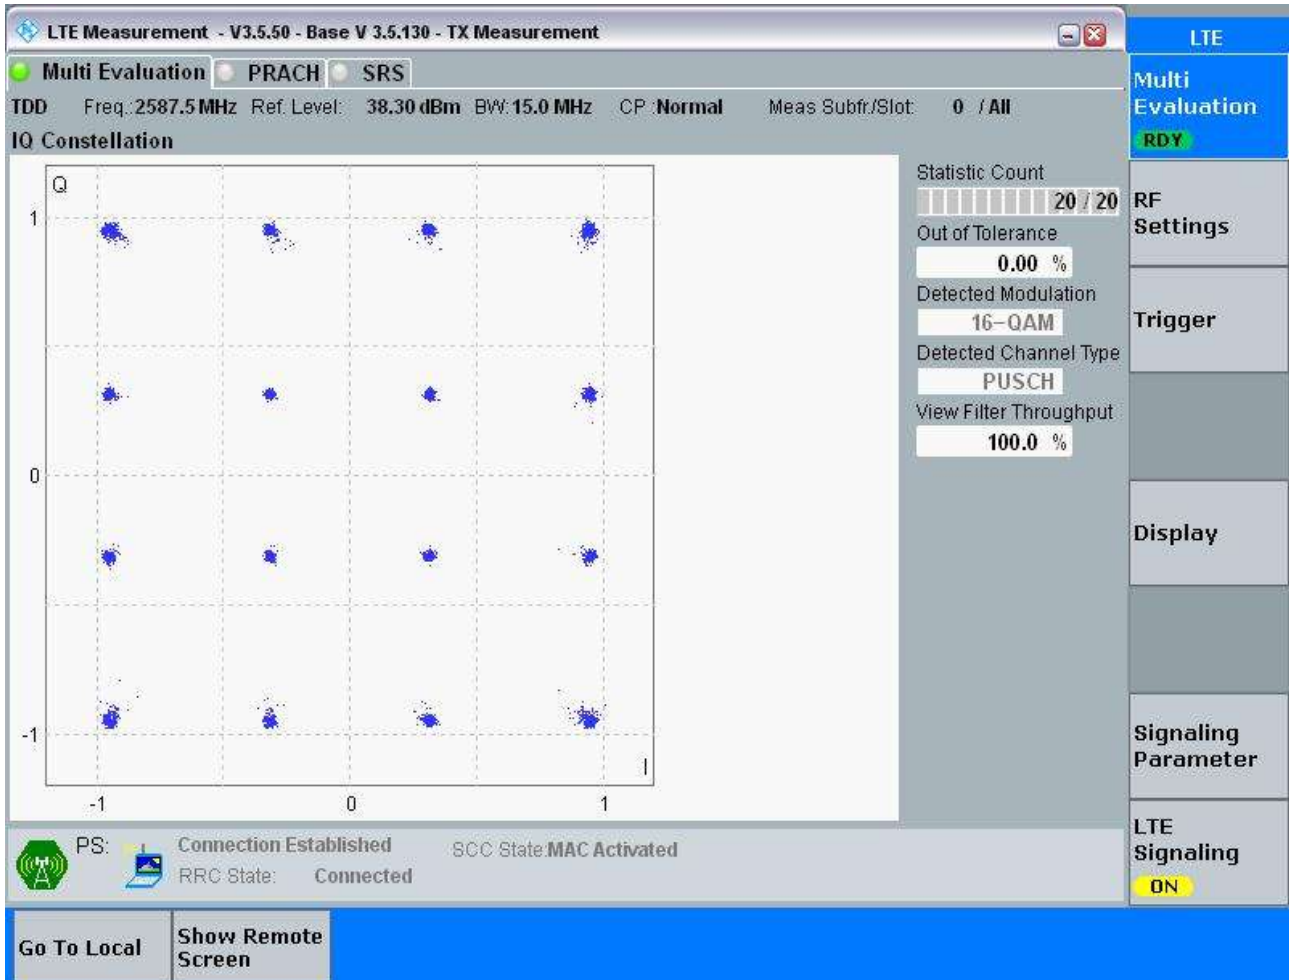 LTE Measurement - V3.5.50 - Base V 3.5.130 - TX Measurement
LTE
Multi Evaluation PRACH SRS
Multi
Evaluation
RDY
TDD Freq.:2587.5 MHz Ref. Level: 38.30 dBm BW:15.0 MHz CP :Normal Meas Subfr./Slot: 0 / All
IQ Constellation
Q
1
0
-1
I
-1 0 1
Statistic Count
20 / 20
Out of Tolerance
0.00 %
Detected Modulation
16-QAM
Detected Channel Type
PUSCH
View Filter Throughput
100.0 %
RF
Settings
Trigger
Display
Signaling
Parameter
LTE
Signaling
ON
PS: Connection Established SCC State:MAC Activated
RRC State: Connected
Go To Local
Show Remote
Screen